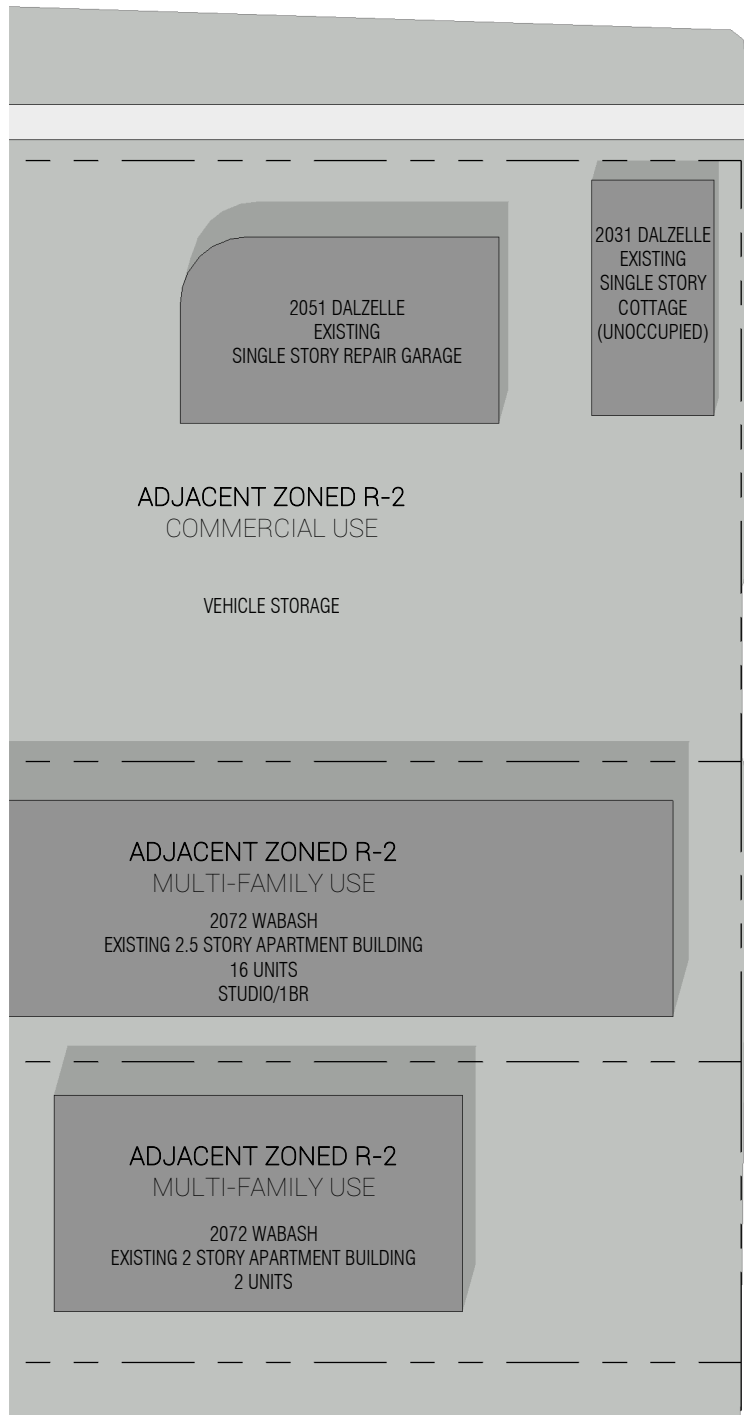 2051 DALZELLE
EXISTING
SINGLE STORY REPAIR GARAGE
2031 DALZELLE
EXISTING
SINGLE STORY
COTTAGE
(UNOCCUPIED)
ADJACENT ZONED R-2
COMMERCIAL USE
VEHICLE STORAGE
ADJACENT ZONED R-2
MULTI-FAMILY USE
2072 WABASH
EXISTING 2.5 STORY APARTMENT BUILDING
16 UNITS
STUDIO/1BR
ADJACENT ZONED R-2
MULTI-FAMILY USE
2072 WABASH
EXISTING 2 STORY APARTMENT BUILDING
2 UNITS